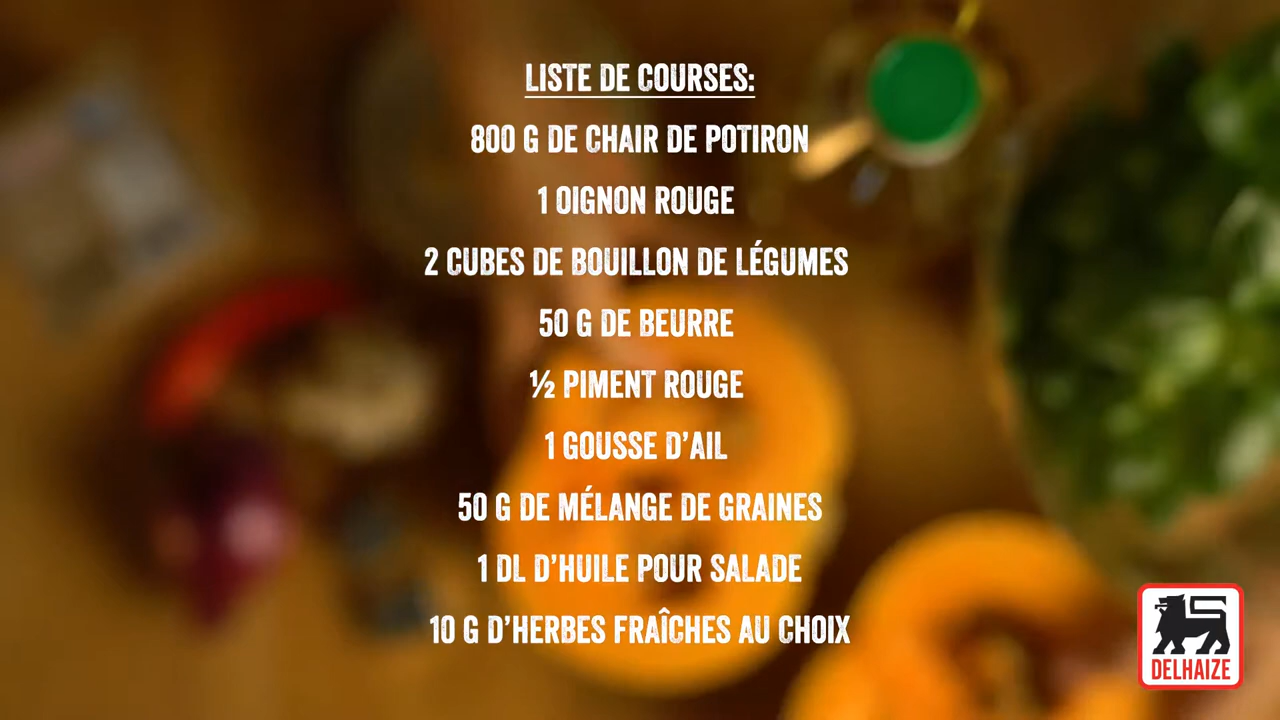 LISTE DE COURSES:
800 G DE CHAIR DE POTIRON
1 OIGNON ROUGE
2 CUBES DE BOUILLON DE LÉGUMES
50 G DE BEURRE
½ PIMENT ROUGE
1 GOUSSE D'AIL
50 G DE MÉLANGE DE GRAINES
1 DL D'HUILE POUR SALADE
10 G D'HERBES FRAÎCHES AU CHOIX
DELHAIZE